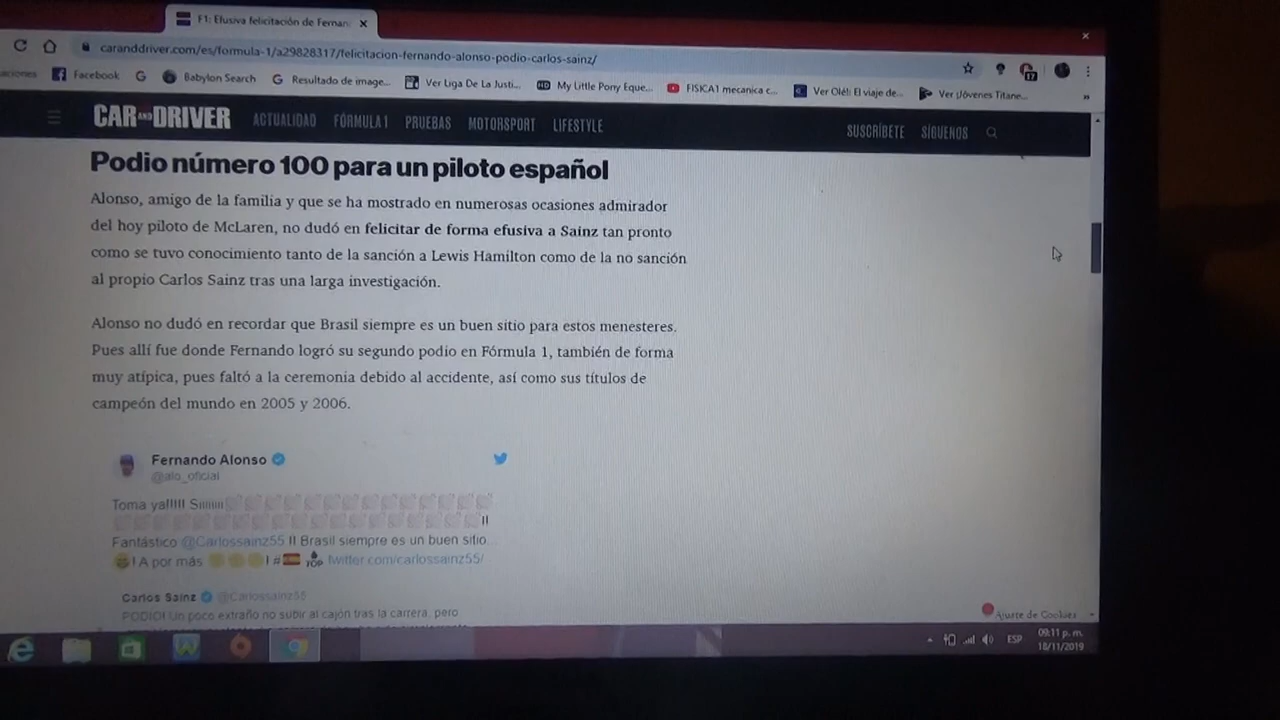 F1: Efusiva felicitación de Fernan
caranddriver.com/es/formula-1/a29828317/felicitacion-fernando-alonso-podio-carlos-sainz/
aciones Facebook G Babylon Search Resultado de image... Ver Liga De La Justi... My Little Pony Eque... FISICA1 mecanica c... Ver Olé!: El viaje de... Ver ¡Jóvenes Titane... »
17
CAR AND DRIVER ACTUALIDAD FÓRMULA 1 PRUEBAS MOTORSPORT LIFESTYLE SUSCRÍBETE SÍGUENOS
Podio número 100 para un piloto español
Alonso, amigo de la familia y que se ha mostrado en numerosas ocasiones admirador
del hoy piloto de McLaren, no dudó en felicitar de forma efusiva a Sainz tan pronto
como se tuvo conocimiento tanto de la sanción a Lewis Hamilton como de la no sanción
al propio Carlos Sainz tras una larga investigación.
Alonso no dudó en recordar que Brasil siempre es un buen sitio para estos menesteres.
Pues allí fue donde Fernando logró su segundo podio en Fórmula 1, también de forma
muy atípica, pues faltó a la ceremonia debido al accidente, así como sus títulos de
campeón del mundo en 2005 y 2006.
Fernando Alonso
@alo_oficial
Toma ya!!!!!
!!
Fantástico @Carlossainz55 !! Brasil siempre es un buen sitio
! A por más ! # TOP twitter.com/carlossainz55/
Carlos Sainz @Carlossainz55
PODIO! Un poco extraño no subir al cajón tras la carrera, pero
Ajuste de Cookies
ESP
09:11 p. m.
18/11/2019